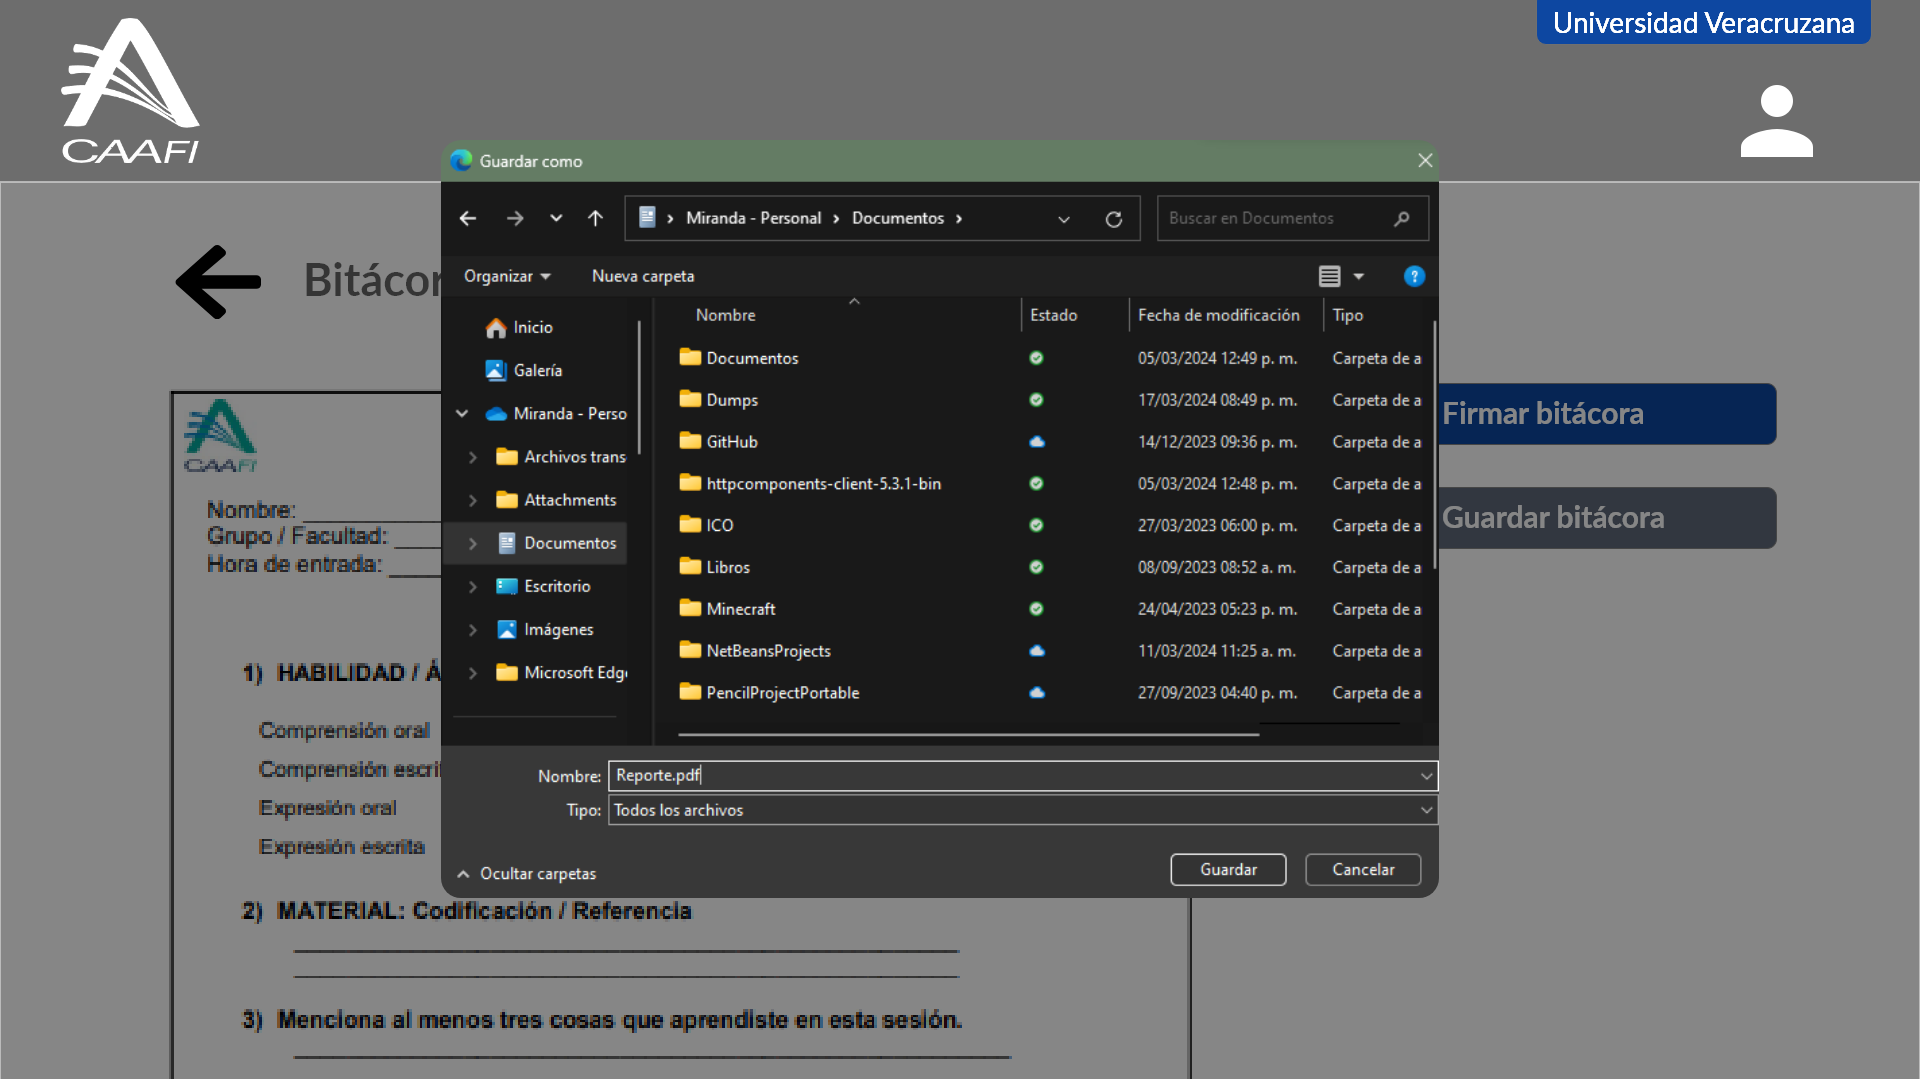 Universidad Veracruzana
CAAFI
Guardar como
Miranda - Personal > Documentos >
Buscar en Documentos
Organizar
Nueva carpeta
Inicio
Galería
Miranda - Perso
Archivos trans
Attachments
Documentos
Escritorio
Imágenes
Microsoft Edge
Nombre Estado Fecha de modificación Tipo
Documentos 05/03/2024 12:49 p. m. Carpeta de a
Dumps 17/03/2024 08:49 p. m. Carpeta de a
GitHub 14/12/2023 09:36 p. m. Carpeta de a
httpcomponents-client-5.3.1-bin 05/03/2024 12:48 p. m. Carpeta de a
ICO 27/03/2023 06:00 p. m. Carpeta de a
Libros 08/09/2023 08:52 a. m. Carpeta de a
Minecraft 24/04/2023 05:23 p. m. Carpeta de a
NetBeansProjects 11/03/2024 11:25 a. m. Carpeta de a
PencilProjectPortable 27/09/2023 04:40 p. m. Carpeta de a
Nombre: Reporte.pdf
Tipo: Todos los archivos
Ocultar carpetas
Guardar
Cancelar
Bitácor
Firmar bitácora
Guardar bitácora
CAAFI
Nombre:
Grupo / Facultad:
Hora de entrada:
1) HABILIDAD / Á
Comprensión oral
Comprensión escri
Expresión oral
Expresión escrita
2) MATERIAL: Codificación / Referencia
3) Menciona al menos tres cosas que aprendiste en esta sesión.